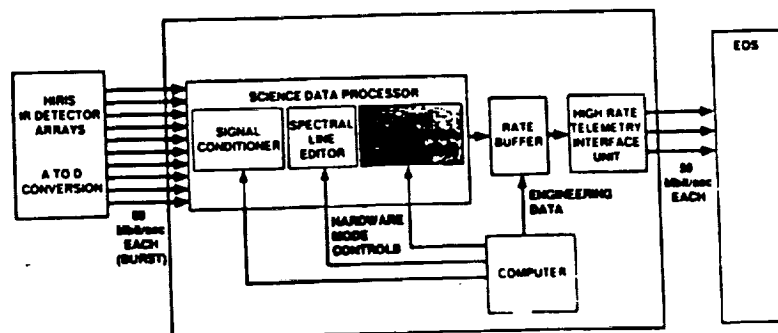 HIRIS
IR DETECTOR
ARRAYS
A TO D
CONVERSION
Mbit/sec
EACH
(BURST)
SCIENCE DATA PROCESSOR
SIGNAL
CONDITIONER
SPECTRAL
LINE
EDITOR
RATE
BUFFER
HIGH RATE
TELEMETRY
INTERFACE
UNIT
HARDWARE
MODE
CONTROLS
ENGINEERING
DATA
COMPUTER
Mbit/sec
EACH
EOS